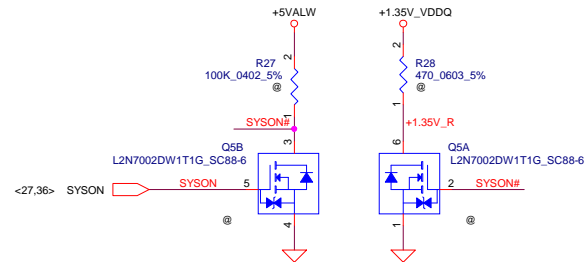 +5VALW
+1.35V_VDDQ
2
2
R27
100K_0402_5%
@
R28
470_0603_5%
@
1
1
SYSON#
+1.35V_R
3
6
Q5B
L2N7002DW1T1G_SC88-6
Q5A
L2N7002DW1T1G_SC88-6
<27,36>
SYSON
SYSON
5
2
SYSON#
@
@
4
1